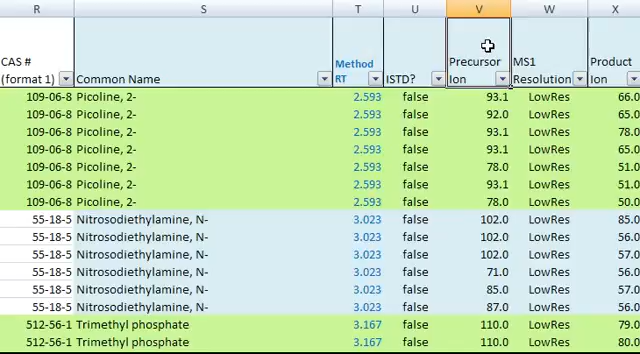 R S T U V W X
CAS # (format 1) Common Name Method RT ISTD? Precursor Ion MS1 Resolution Product Ion
109-06-8 Picoline, 2- 2.593 false 93.1 LowRes 66.0
109-06-8 Picoline, 2- 2.593 false 92.0 LowRes 65.0
109-06-8 Picoline, 2- 2.593 false 93.1 LowRes 78.0
109-06-8 Picoline, 2- 2.593 false 93.1 LowRes 65.0
109-06-8 Picoline, 2- 2.593 false 78.0 LowRes 51.0
109-06-8 Picoline, 2- 2.593 false 93.1 LowRes 51.0
109-06-8 Picoline, 2- 2.593 false 78.0 LowRes 50.0
55-18-5 Nitrosodiethylamine, N- 3.023 false 102.0 LowRes 85.0
55-18-5 Nitrosodiethylamine, N- 3.023 false 102.0 LowRes 56.0
55-18-5 Nitrosodiethylamine, N- 3.023 false 102.0 LowRes 57.0
55-18-5 Nitrosodiethylamine, N- 3.023 false 71.0 LowRes 56.0
55-18-5 Nitrosodiethylamine, N- 3.023 false 85.0 LowRes 57.0
55-18-5 Nitrosodiethylamine, N- 3.023 false 87.0 LowRes 56.0
512-56-1 Trimethyl phosphate 3.167 false 110.0 LowRes 79.0
512-56-1 Trimethyl phosphate 3.167 false 110.0 LowRes 80.0